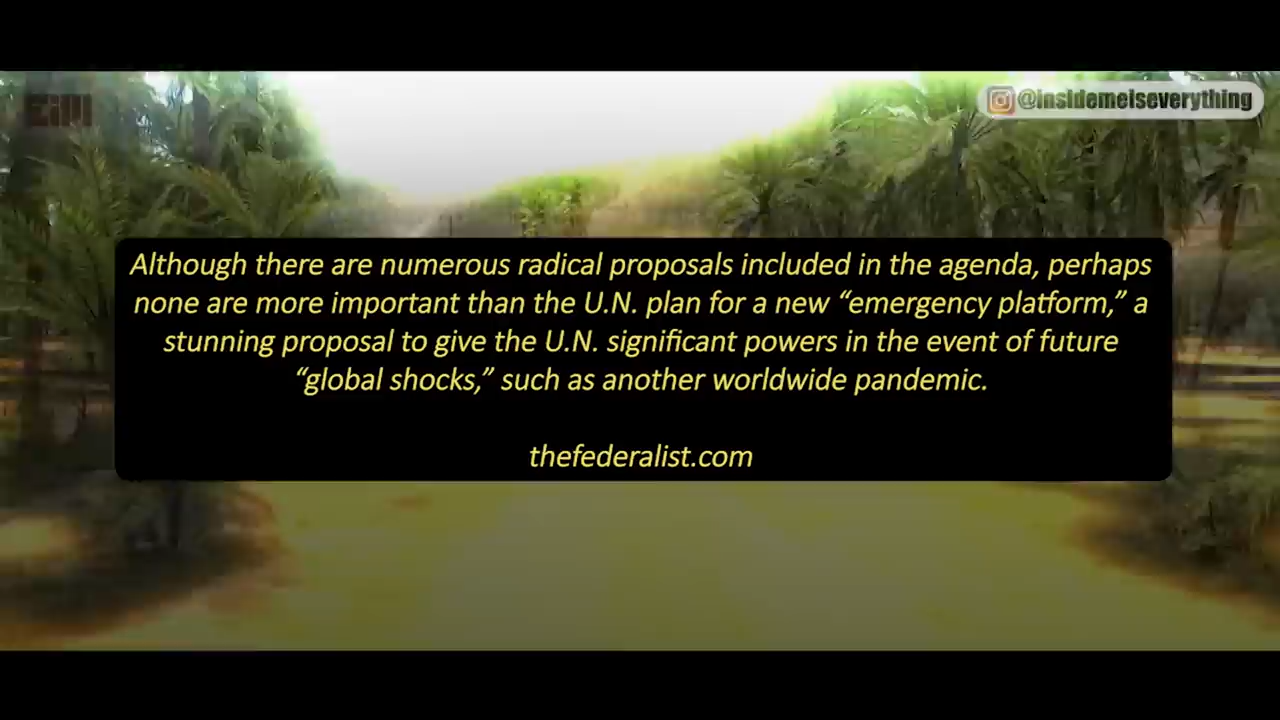 EiM
@insidemeiseverything
Although there are numerous radical proposals included in the agenda, perhaps
none are more important than the U.N. plan for a new “emergency platform,” a
stunning proposal to give the U.N. significant powers in the event of future
“global shocks,” such as another worldwide pandemic.
thefederalist.com